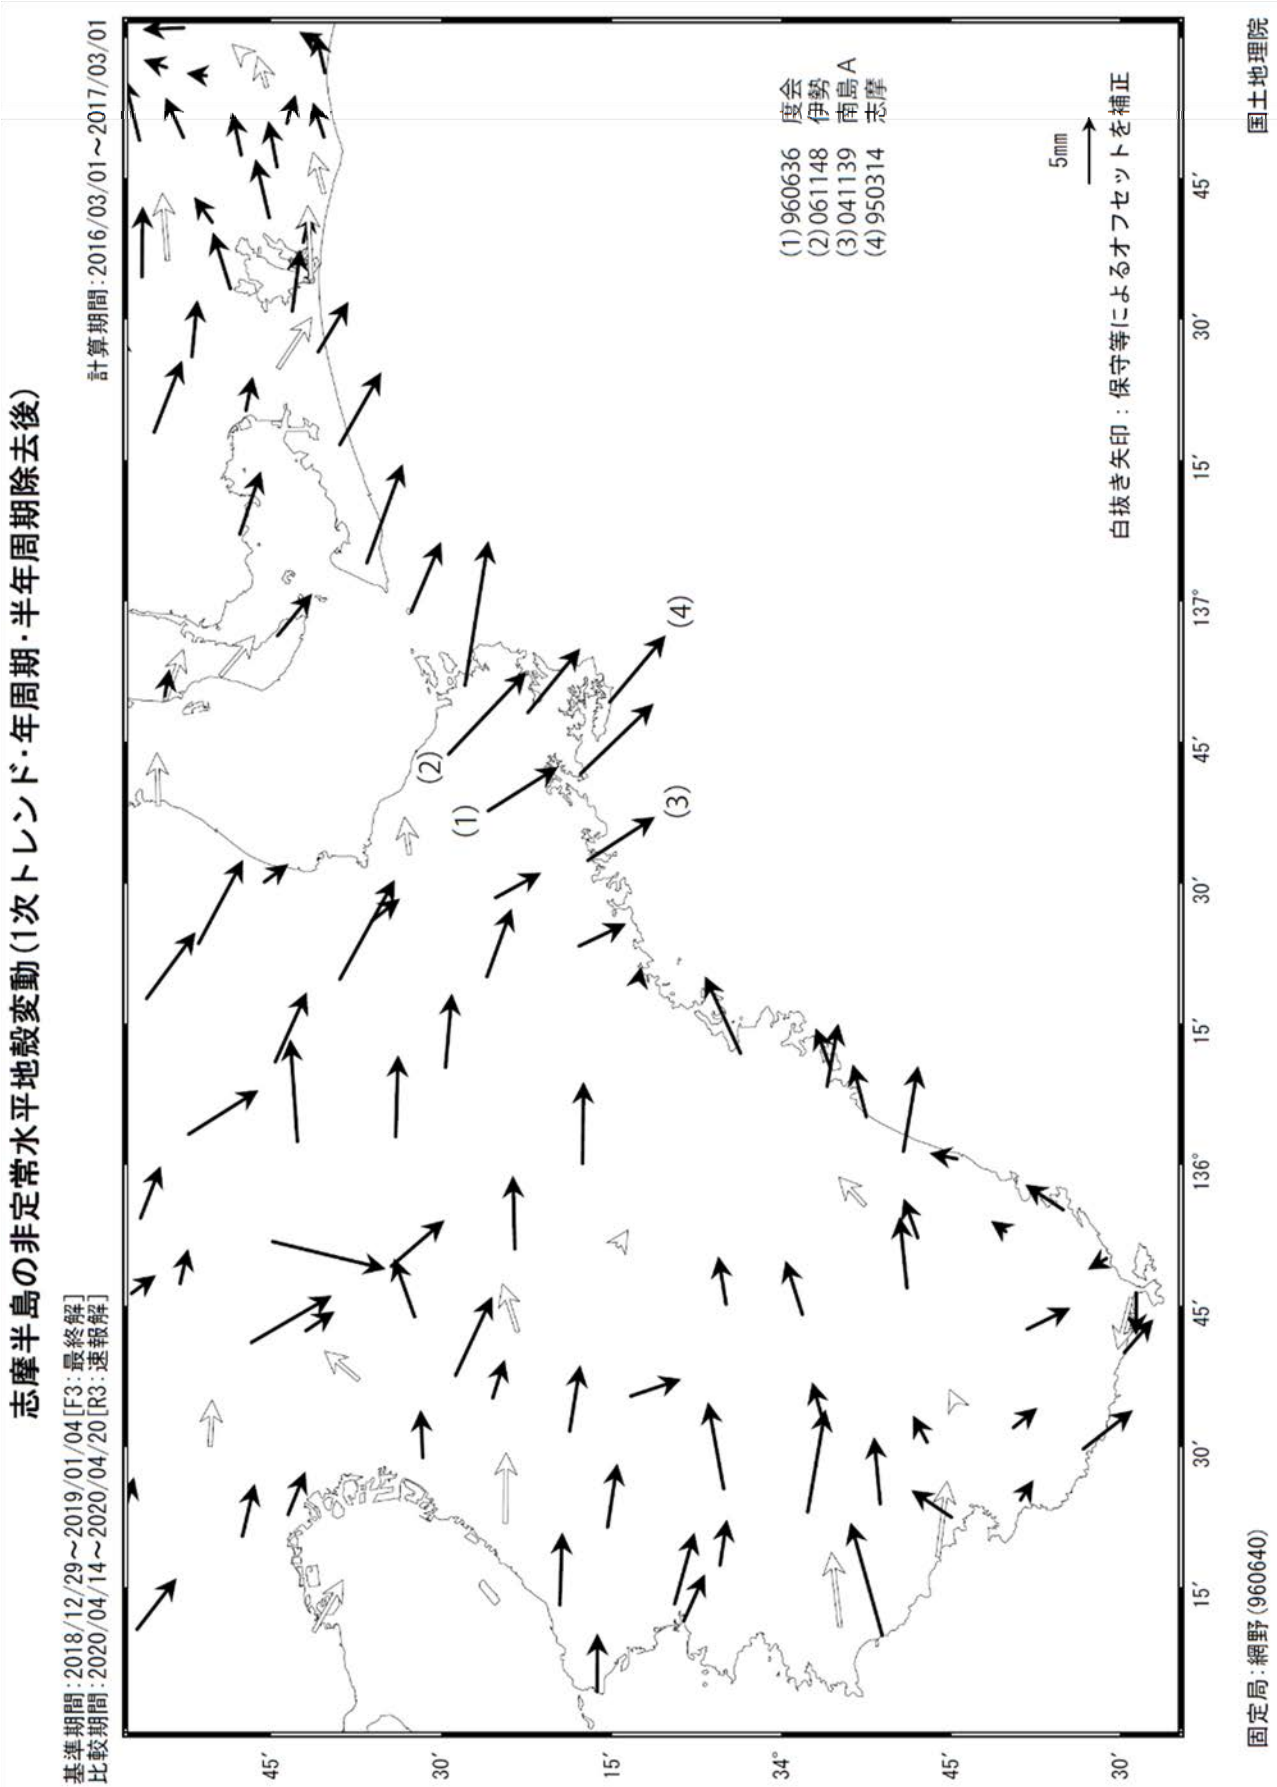 志摩半島の非定常水平地殻変動(1次トレンド・年周期・半年周期除去後)
基準期間:2018/12/29～2019/01/04[F3:最終解]
比較期間:2020/04/14～2020/04/20[R3:速報解]
計算期間:2016/03/01～2017/03/01
45′
30′
15′
34°
45′
30′
(1)
(2)
(3)
(4)
(1)960636 度会
(2)061148 伊勢
(3)041139 南島A
(4)950314 志摩
5mm
白抜き矢印:保守等によるオフセットを補正
15′
30′
45′
136°
15′
30′
45′
137°
15′
30′
45′
固定局:網野(960640)
国土地理院